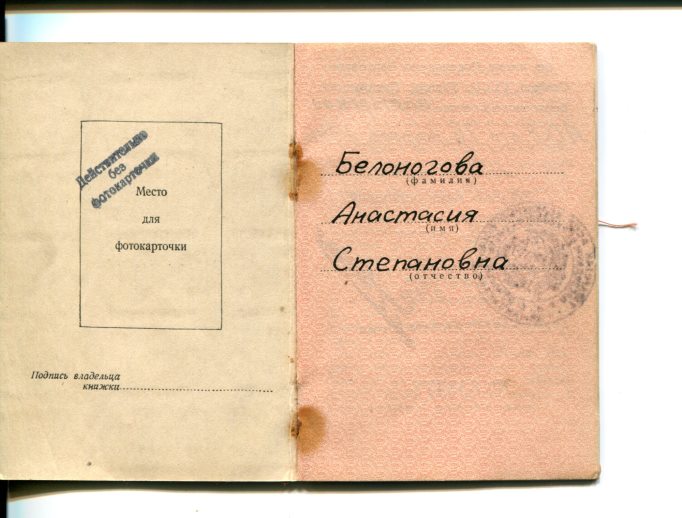 Действительно
без
фотокарточки
Место
для
фотокарточки
Подпись владельца
книжки
Белоногова
(фамилия)
Анастасия
(имя)
Степановна
(отчество)